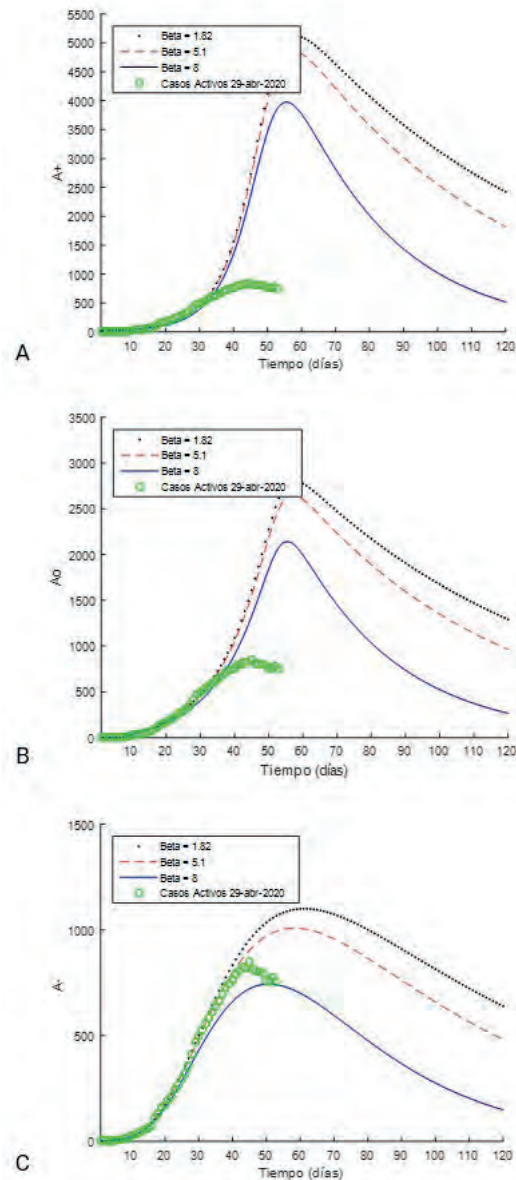 5500
5000
4500
4000
3500
3000
2500
2000
1500
1000
500
0
A+
Beta = 1.82
Beta = 5.1
Beta = 8
Casos Activos 29-abr-2020
10 20 30 40 50 60 70 80 90 100 110 120
Tiempo (días)
A
3500
3000
2500
2000
1500
1000
500
0
Ao
Beta = 1.82
Beta = 5.1
Beta = 8
Casos Activos 29-abr-2020
10 20 30 40 50 60 70 80 90 100 110 120
Tiempo (días)
B
1500
1000
500
0
A-
Beta = 1.82
Beta = 5.1
Beta = 8
Casos Activos 29-abr-2020
10 20 30 40 50 60 70 80 90 100 110 120
Tiempo (días)
C